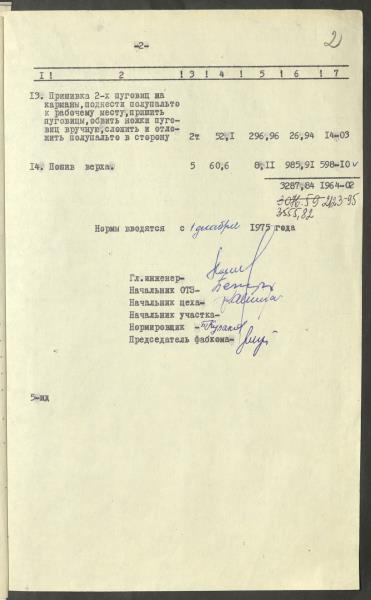 -2-
2
1! 2 !3 !4 !5 !6 !7
13. Пришивка 2-х пуговиц на
карманы, поднести полупальто
к рабочему месту, пришить
пуговицы, обвить ножки пуго-
виц вручную, сложить и отло-
жить полупальто в сторону 2т 52,1 296,96 26,94 14-03
14. Пошив верха. 5 60,6 8,11 985,91 598-10
3287,84 1964-02
3555,82
Нормы вводятся с 1 декабря 1975 года
Гл.инженер-
Начальник ОТЗ-
Начальник цеха-
Начальник участка-
Нормировщик -
Председатель фабкома-
5-мд